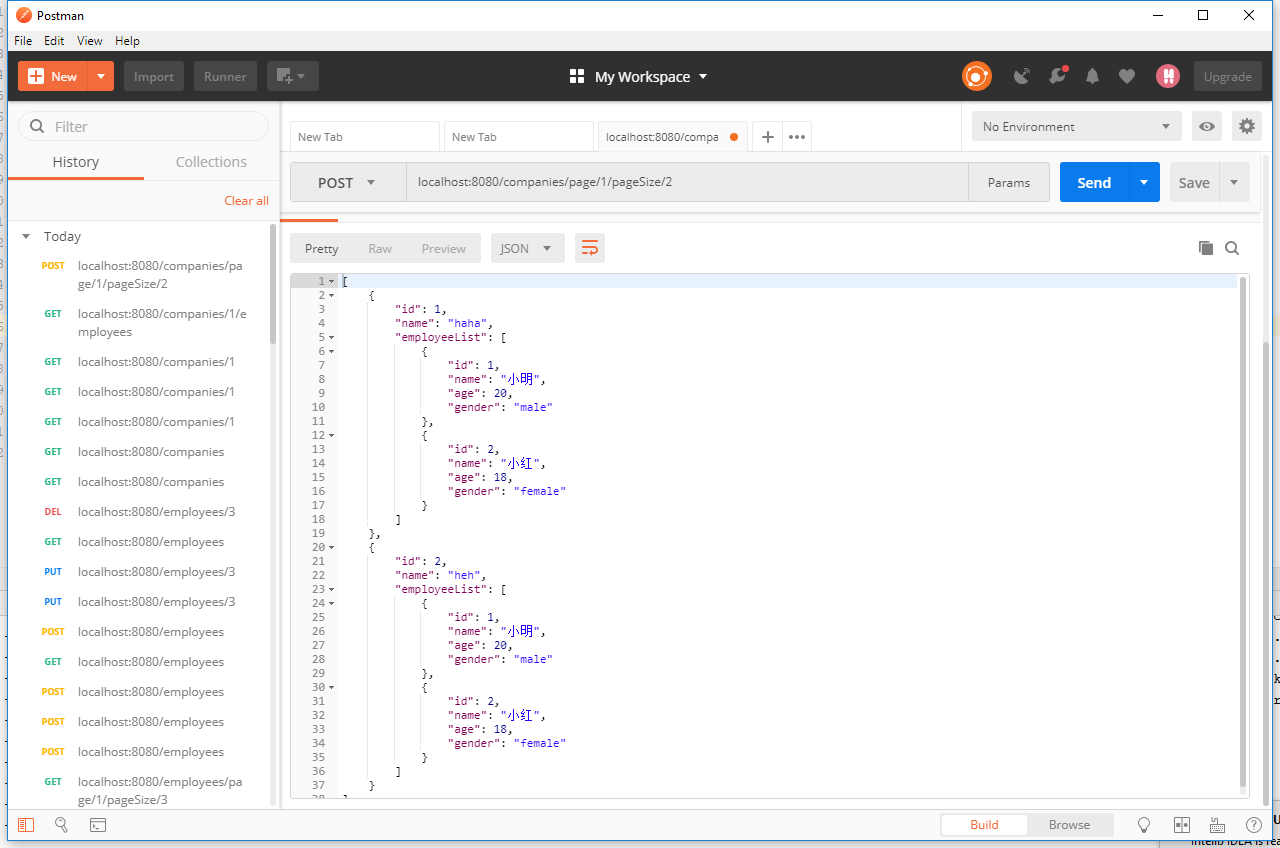 Postman
File Edit View Help
New Import Runner My Workspace Upgrade
Filter
History Collections
Clear all
Today
POST localhost:8080/companies/pa
ge/1/pageSize/2
GET localhost:8080/companies/1/e
mployees
GET localhost:8080/companies/1
GET localhost:8080/companies/1
GET localhost:8080/companies/1
GET localhost:8080/companies
GET localhost:8080/companies
DEL localhost:8080/employees/3
GET localhost:8080/employees
PUT localhost:8080/employees/3
PUT localhost:8080/employees/3
POST localhost:8080/employees
GET localhost:8080/employees
POST localhost:8080/employees
POST localhost:8080/employees
POST localhost:8080/employees
GET localhost:8080/employees/pa
ge/1/pageSize/3
New Tab New Tab localhost:8080/compa No Environment
POST localhost:8080/companies/page/1/pageSize/2 Params Send Save
Pretty Raw Preview JSON
1 [
2 {
3 "id": 1,
4 "name": "haha",
5 "employeeList": [
6 {
7 "id": 1,
8 "name": "小明",
9 "age": 20,
10 "gender": "male"
11 },
12 {
13 "id": 2,
14 "name": "小红",
15 "age": 18,
16 "gender": "female"
17 }
18 ]
19 },
20 {
21 "id": 2,
22 "name": "heh",
23 "employeeList": [
24 {
25 "id": 1,
26 "name": "小明",
27 "age": 20,
28 "gender": "male"
29 },
30 {
31 "id": 2,
32 "name": "小红",
33 "age": 18,
34 "gender": "female"
35 }
36 ]
37 }
Build Browse